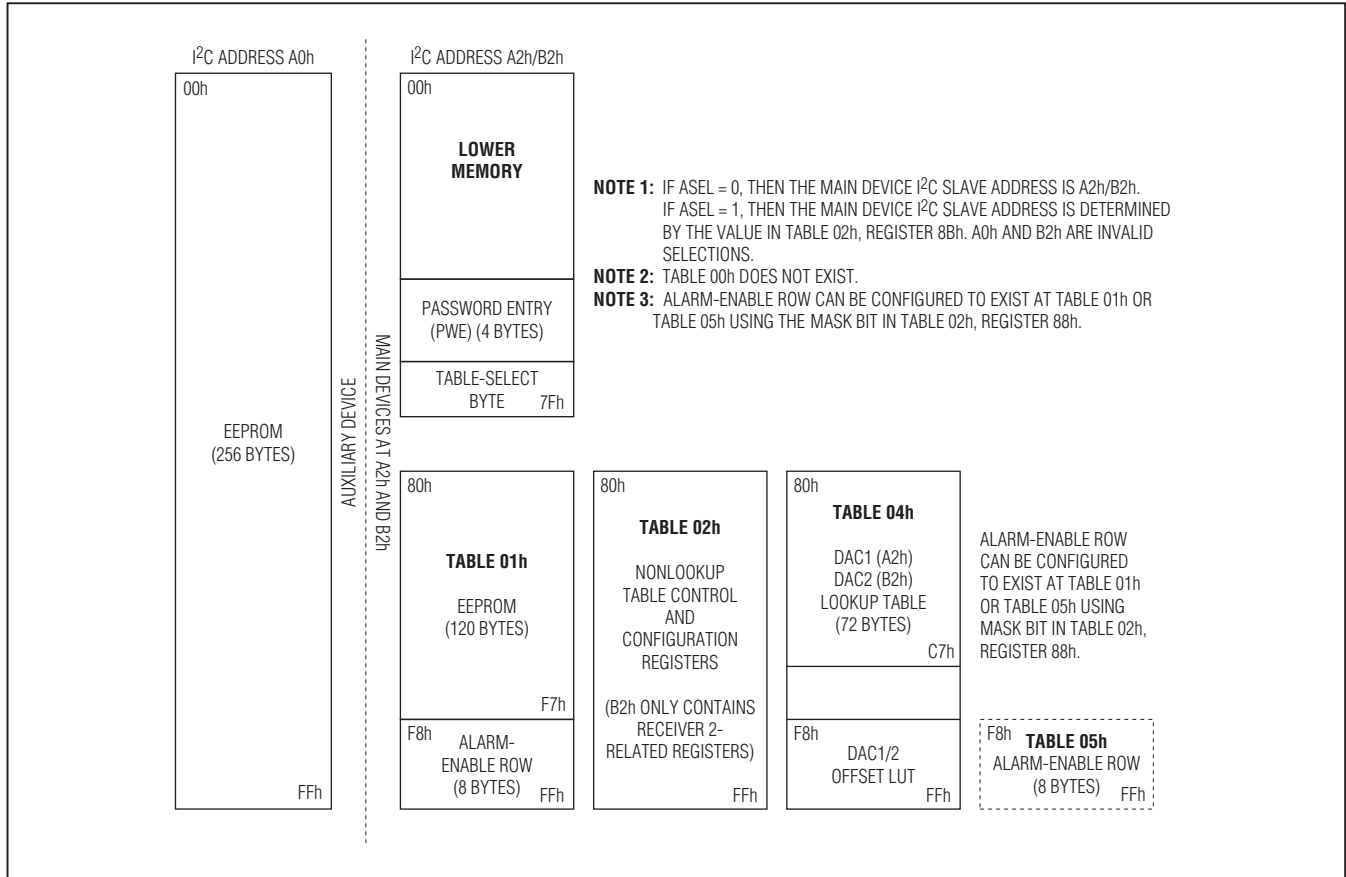 I2C ADDRESS A0h
00h
EEPROM
(256 BYTES)
FFh
AUXILIARY DEVICE
MAIN DEVICES AT A2h AND B2h
I2C ADDRESS A2h/B2h
00h
LOWER
MEMORY
PASSWORD ENTRY
(PWE) (4 BYTES)
TABLE-SELECT
BYTE 7Fh
NOTE 1: IF ASEL = 0, THEN THE MAIN DEVICE I2C SLAVE ADDRESS IS A2h/B2h.
IF ASEL = 1, THEN THE MAIN DEVICE I2C SLAVE ADDRESS IS DETERMINED
BY THE VALUE IN TABLE 02h, REGISTER 8Bh. A0h AND B2h ARE INVALID
SELECTIONS.
NOTE 2: TABLE 00h DOES NOT EXIST.
NOTE 3: ALARM-ENABLE ROW CAN BE CONFIGURED TO EXIST AT TABLE 01h OR
TABLE 05h USING THE MASK BIT IN TABLE 02h, REGISTER 88h.
80h
TABLE 01h
EEPROM
(120 BYTES)
F7h
F8h
ALARM-
ENABLE ROW
(8 BYTES) FFh
80h
TABLE 02h
NONLOOKUP
TABLE CONTROL
AND
CONFIGURATION
REGISTERS
(B2h ONLY CONTAINS
RECEIVER 2-
RELATED REGISTERS)
FFh
80h
TABLE 04h
DAC1 (A2h)
DAC2 (B2h)
LOOKUP TABLE
(72 BYTES)
C7h
F8h
DAC1/2
OFFSET LUT
FFh
ALARM-ENABLE ROW
CAN BE CONFIGURED
TO EXIST AT TABLE 01h
OR TABLE 05h USING
MASK BIT IN TABLE 02h,
REGISTER 88h.
F8h
TABLE 05h
ALARM-ENABLE ROW
(8 BYTES) FFh